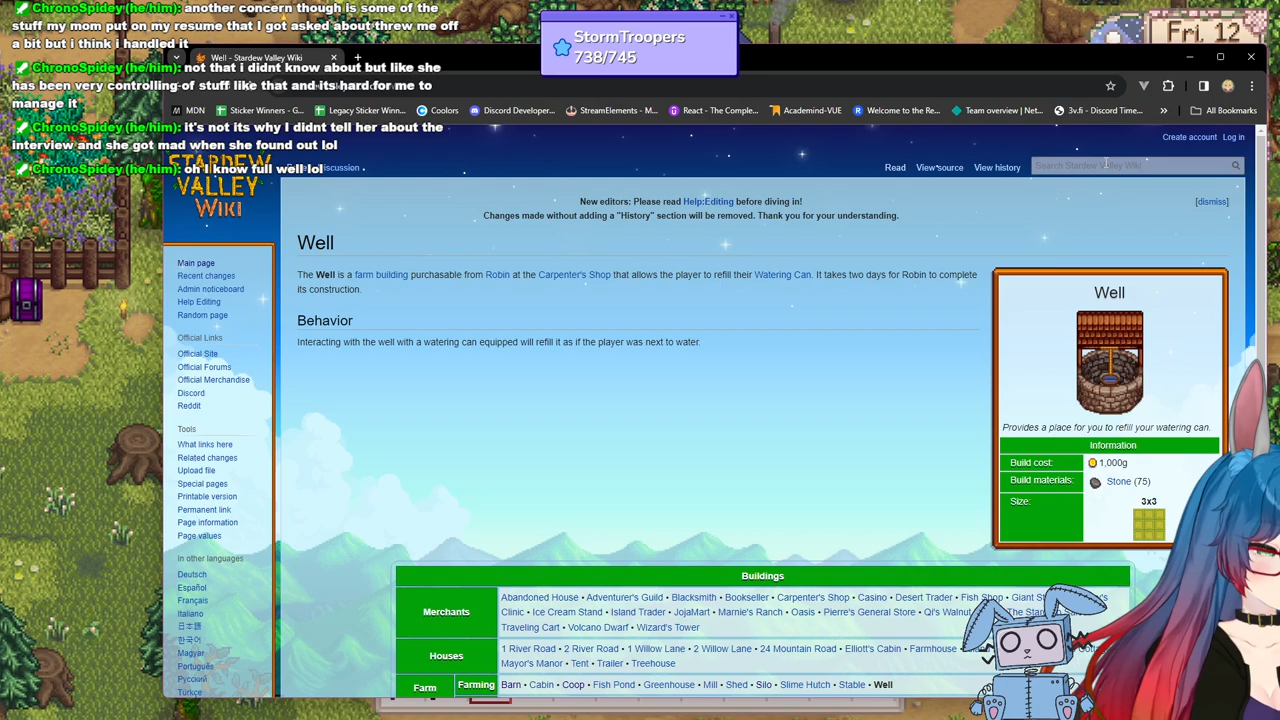 ChronoSpidey (he/him): another concern though is some of the
stuff my mom put on my resume that I got asked about threw me off
a bit but i think i handled it
ChronoSpidey (he/him): not that i didnt know about but like she
has been very controlling of stuff like that and its hard for me to
manage it
ChronoSpidey (he/him): it's not its why I didnt tell her about the
interview and she got mad when she found out lol
ChronoSpidey (he/him): oh I know full well lol
StormTroopers
738/745
Fri. 12
Well - Stardew Valley Wiki
MDN
Sticker Winners - G...
Legacy Sticker Winn...
Coolors
Discord Developer...
StreamElements - M...
React - The Comple...
Academind-VUE
Welcome to the Re...
Team overview | Net...
3v.fi - Discord Time...
All Bookmarks
Create account
Log in
STARDEW
VALLEY
WIKI
Discussion
Read
View source
View history
Search Stardew Valley Wiki
New editors: Please read Help:Editing before diving in!
[dismiss]
Changes made without adding a "History" section will be removed. Thank you for your understanding.
Well
The Well is a farm building purchasable from Robin at the Carpenter's Shop that allows the player to refill their Watering Can. It takes two days for Robin to complete
its construction.
Behavior
Interacting with the well with a watering can equipped will refill it as if the player was next to water.
Main page
Recent changes
Admin noticeboard
Help Editing
Random page
Official Links
Official Site
Official Forums
Official Merchandise
Discord
Reddit
Tools
What links here
Related changes
Upload file
Special pages
Printable version
Permanent link
Page information
Page values
In other languages
Deutsch
Español
Français
Italiano
日本語
한국어
Magyar
Português
Русский
Türkçe
Well
Provides a place for you to refill your watering can.
Information
Build cost: 1,000g
Build materials: Stone (75)
Size: 3x3
Buildings
Merchants
Abandoned House • Adventurer's Guild • Blacksmith • Bookseller • Carpenter's Shop • Casino • Desert Trader • Fish Shop • Giant
Clinic • Ice Cream Stand • Island Trader • JojaMart • Marnie's Ranch • Oasis • Pierre's General Store • Qi's Walnut
Traveling Cart • Volcano Dwarf • Wizard's Tower
Houses
1 River Road • 2 River Road • 1 Willow Lane • 2 Willow Lane • 24 Mountain Road • Elliott's Cabin • Farmhouse
Mayor's Manor • Tent • Trailer • Treehouse
Farm
Farming
Barn • Cabin • Coop • Fish Pond • Greenhouse • Mill • Shed • Silo • Slime Hutch • Stable • Well